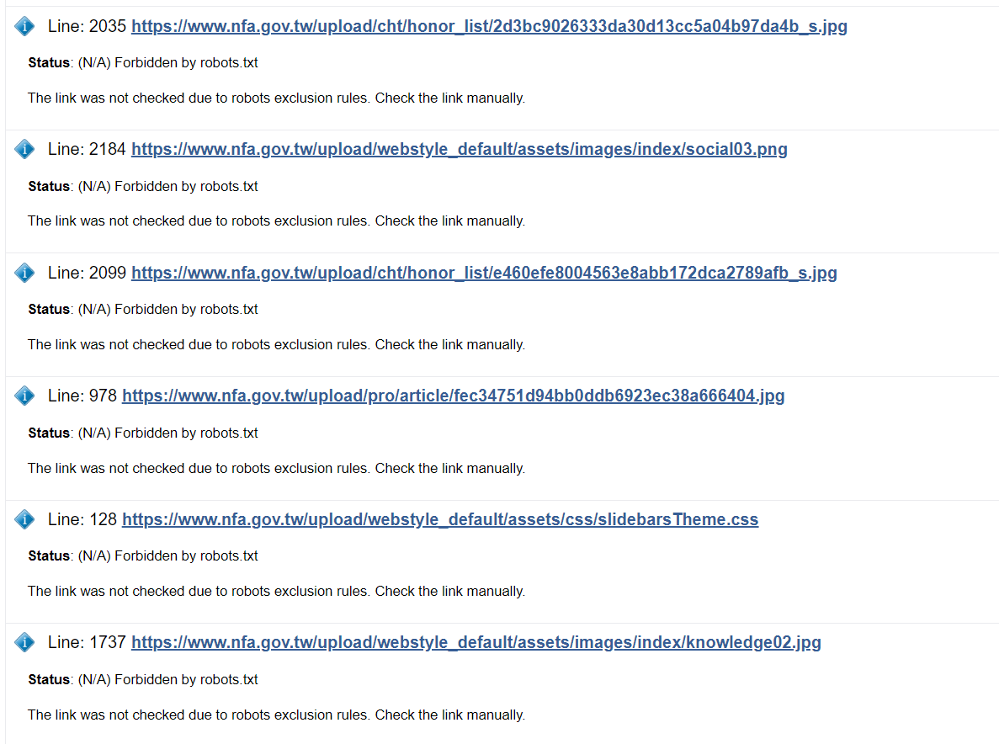 Line: 2035 https://www.nfa.gov.tw/upload/cht/honor_list/2d3bc9026333da30d13cc5a04b97da4b_s.jpg
Status: (N/A) Forbidden by robots.txt
The link was not checked due to robots exclusion rules. Check the link manually.
Line: 2184 https://www.nfa.gov.tw/upload/webstyle_default/assets/images/index/social03.png
Status: (N/A) Forbidden by robots.txt
The link was not checked due to robots exclusion rules. Check the link manually.
Line: 2099 https://www.nfa.gov.tw/upload/cht/honor_list/e460efe8004563e8abb172dca2789afb_s.jpg
Status: (N/A) Forbidden by robots.txt
The link was not checked due to robots exclusion rules. Check the link manually.
Line: 978 https://www.nfa.gov.tw/upload/pro/article/fec34751d94bb0ddb6923ec38a666404.jpg
Status: (N/A) Forbidden by robots.txt
The link was not checked due to robots exclusion rules. Check the link manually.
Line: 128 https://www.nfa.gov.tw/upload/webstyle_default/assets/css/slidebarsTheme.css
Status: (N/A) Forbidden by robots.txt
The link was not checked due to robots exclusion rules. Check the link manually.
Line: 1737 https://www.nfa.gov.tw/upload/webstyle_default/assets/images/index/knowledge02.jpg
Status: (N/A) Forbidden by robots.txt
The link was not checked due to robots exclusion rules. Check the link manually.